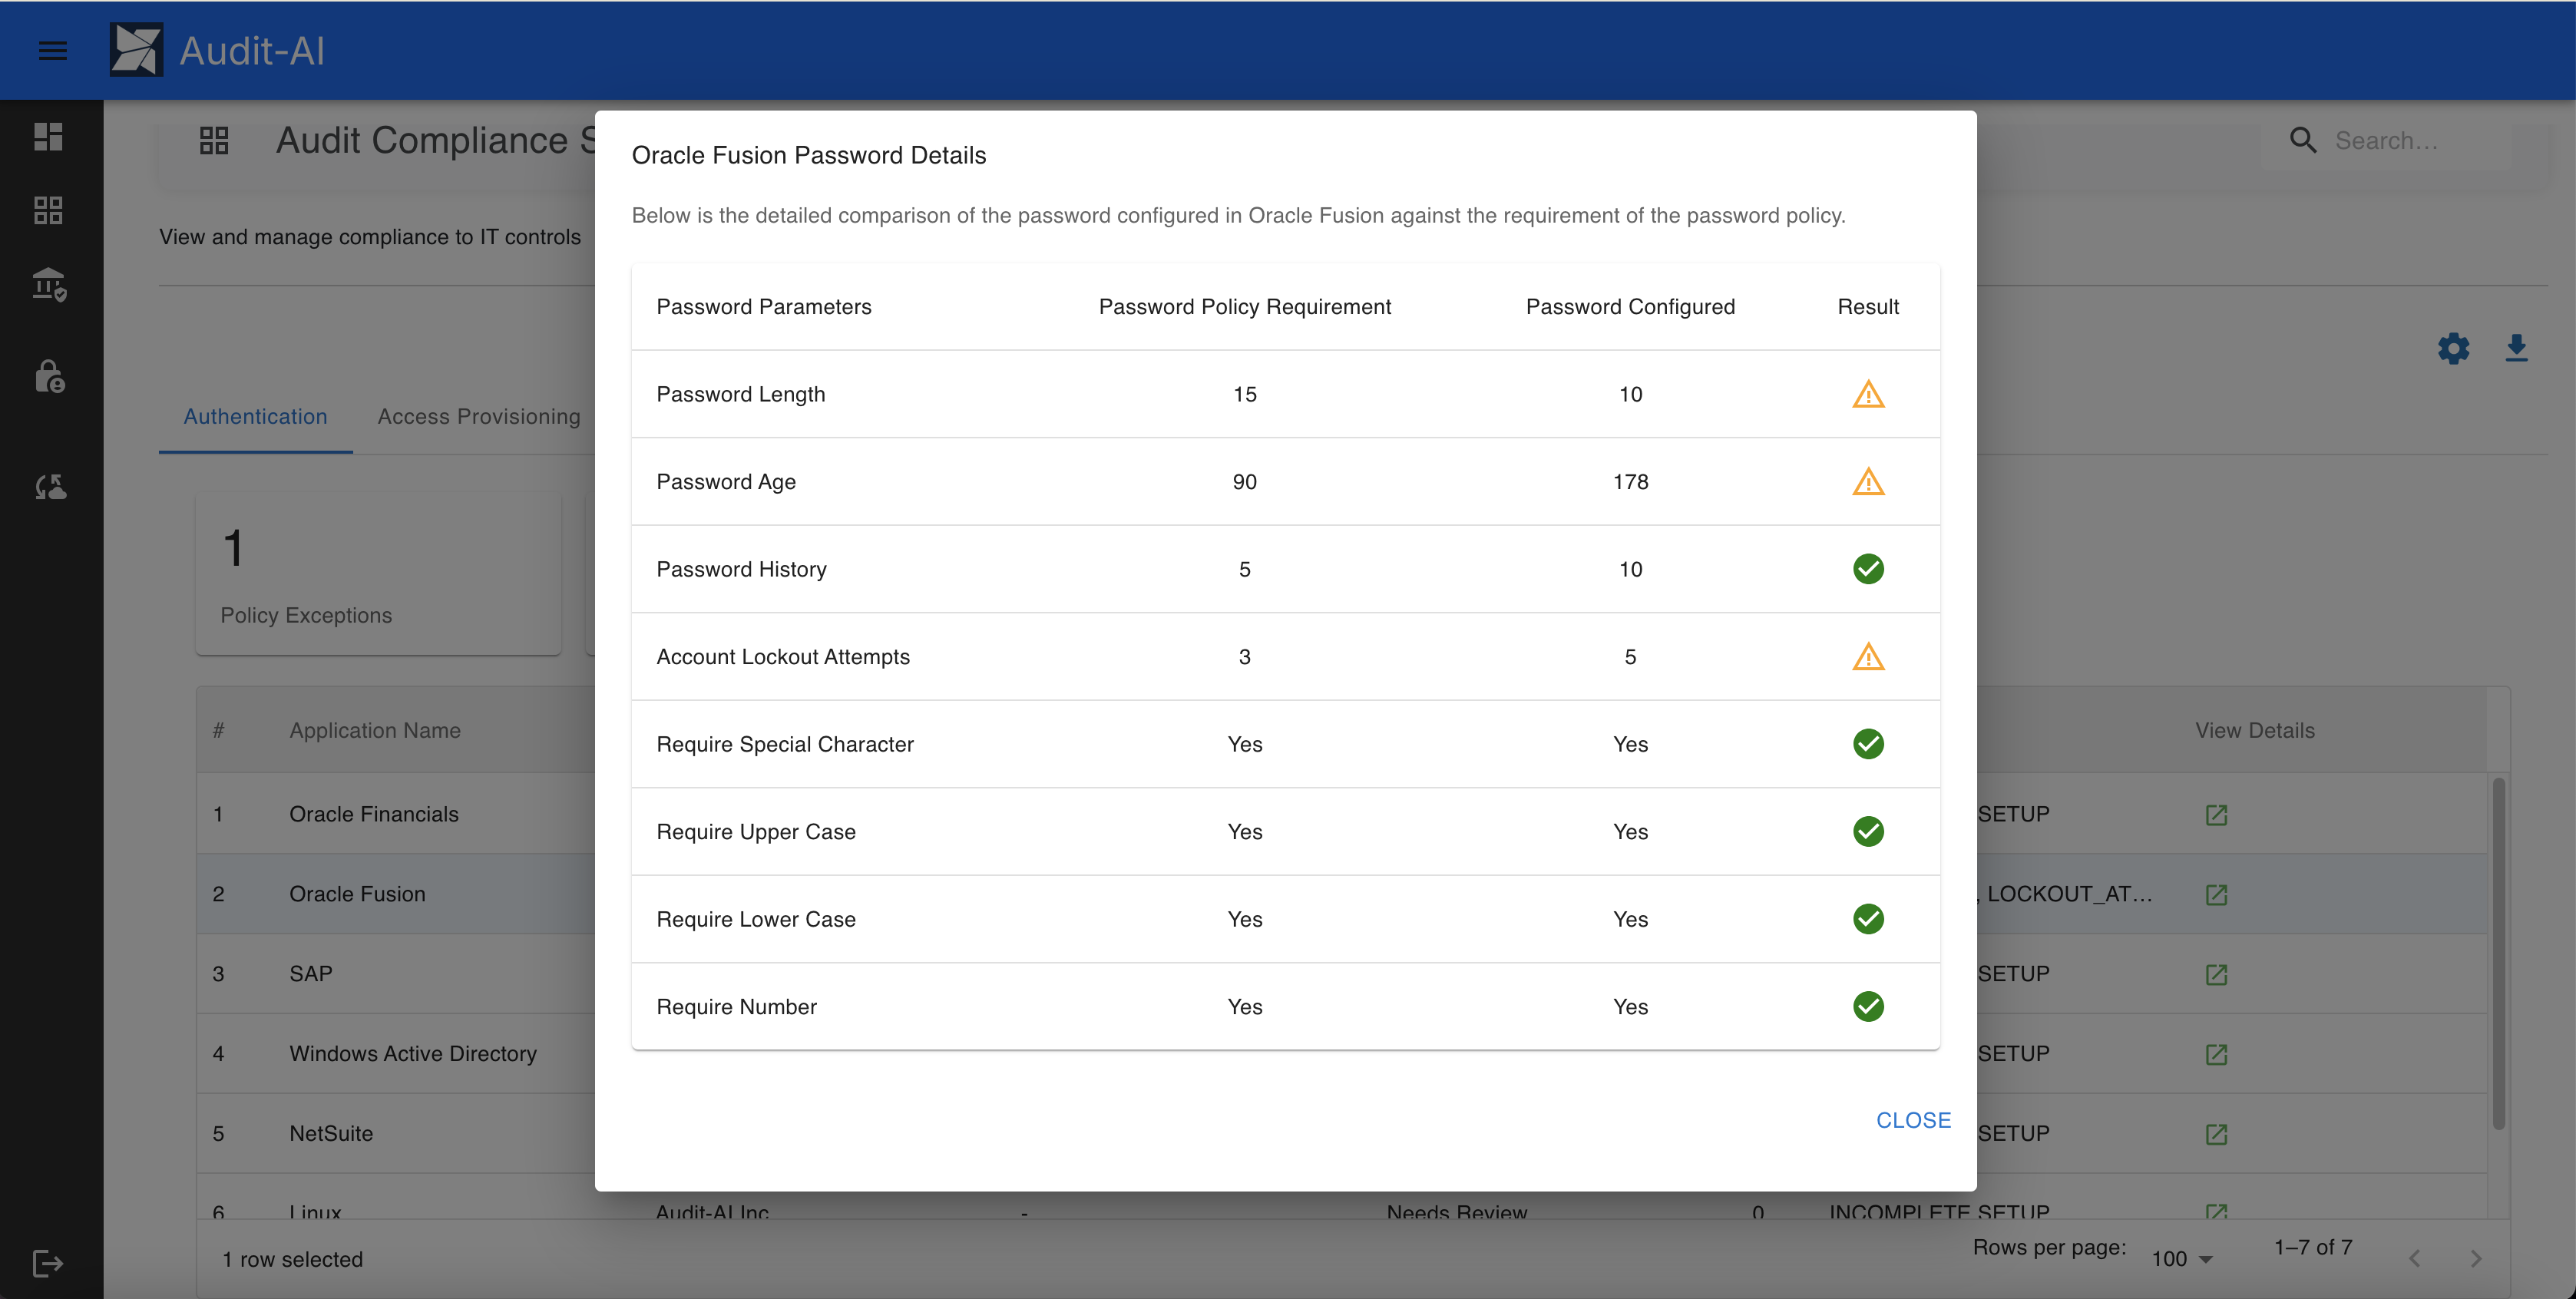 Audit-AI
Audit Compliance S
Search…
View and manage compliance to IT controls
Authentication
Access Provisioning
1
Policy Exceptions
# Application Name View Details
1 Oracle Financials SETUP
2 Oracle Fusion , LOCKOUT_AT…
3 SAP SETUP
4 Windows Active Directory SETUP
5 NetSuite SETUP
6 Linux Audit-AI Inc - Needs Review 0 INCOMPLETE SETUP
1 row selected
Rows per page: 100 1–7 of 7
Oracle Fusion Password Details
Below is the detailed comparison of the password configured in Oracle Fusion against the requirement of the password policy.
Password Parameters Password Policy Requirement Password Configured Result
Password Length 15 10
Password Age 90 178
Password History 5 10
Account Lockout Attempts 3 5
Require Special Character Yes Yes
Require Upper Case Yes Yes
Require Lower Case Yes Yes
Require Number Yes Yes
CLOSE